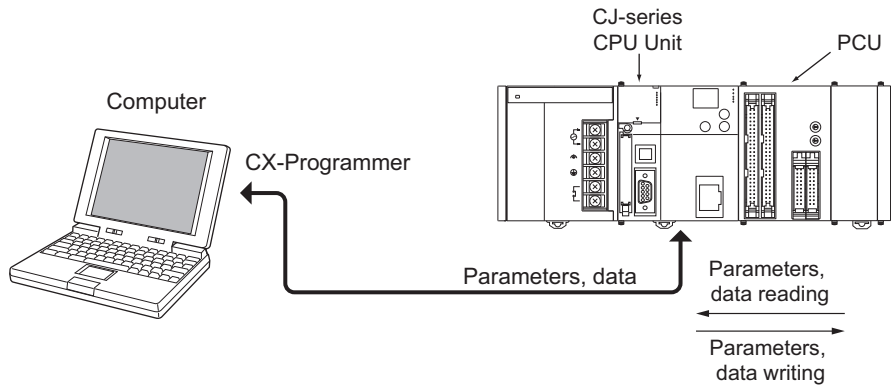 CJ-series
CPU Unit
PCU
Computer
CX-Programmer
Parameters, data
Parameters,
data reading
Parameters,
data writing